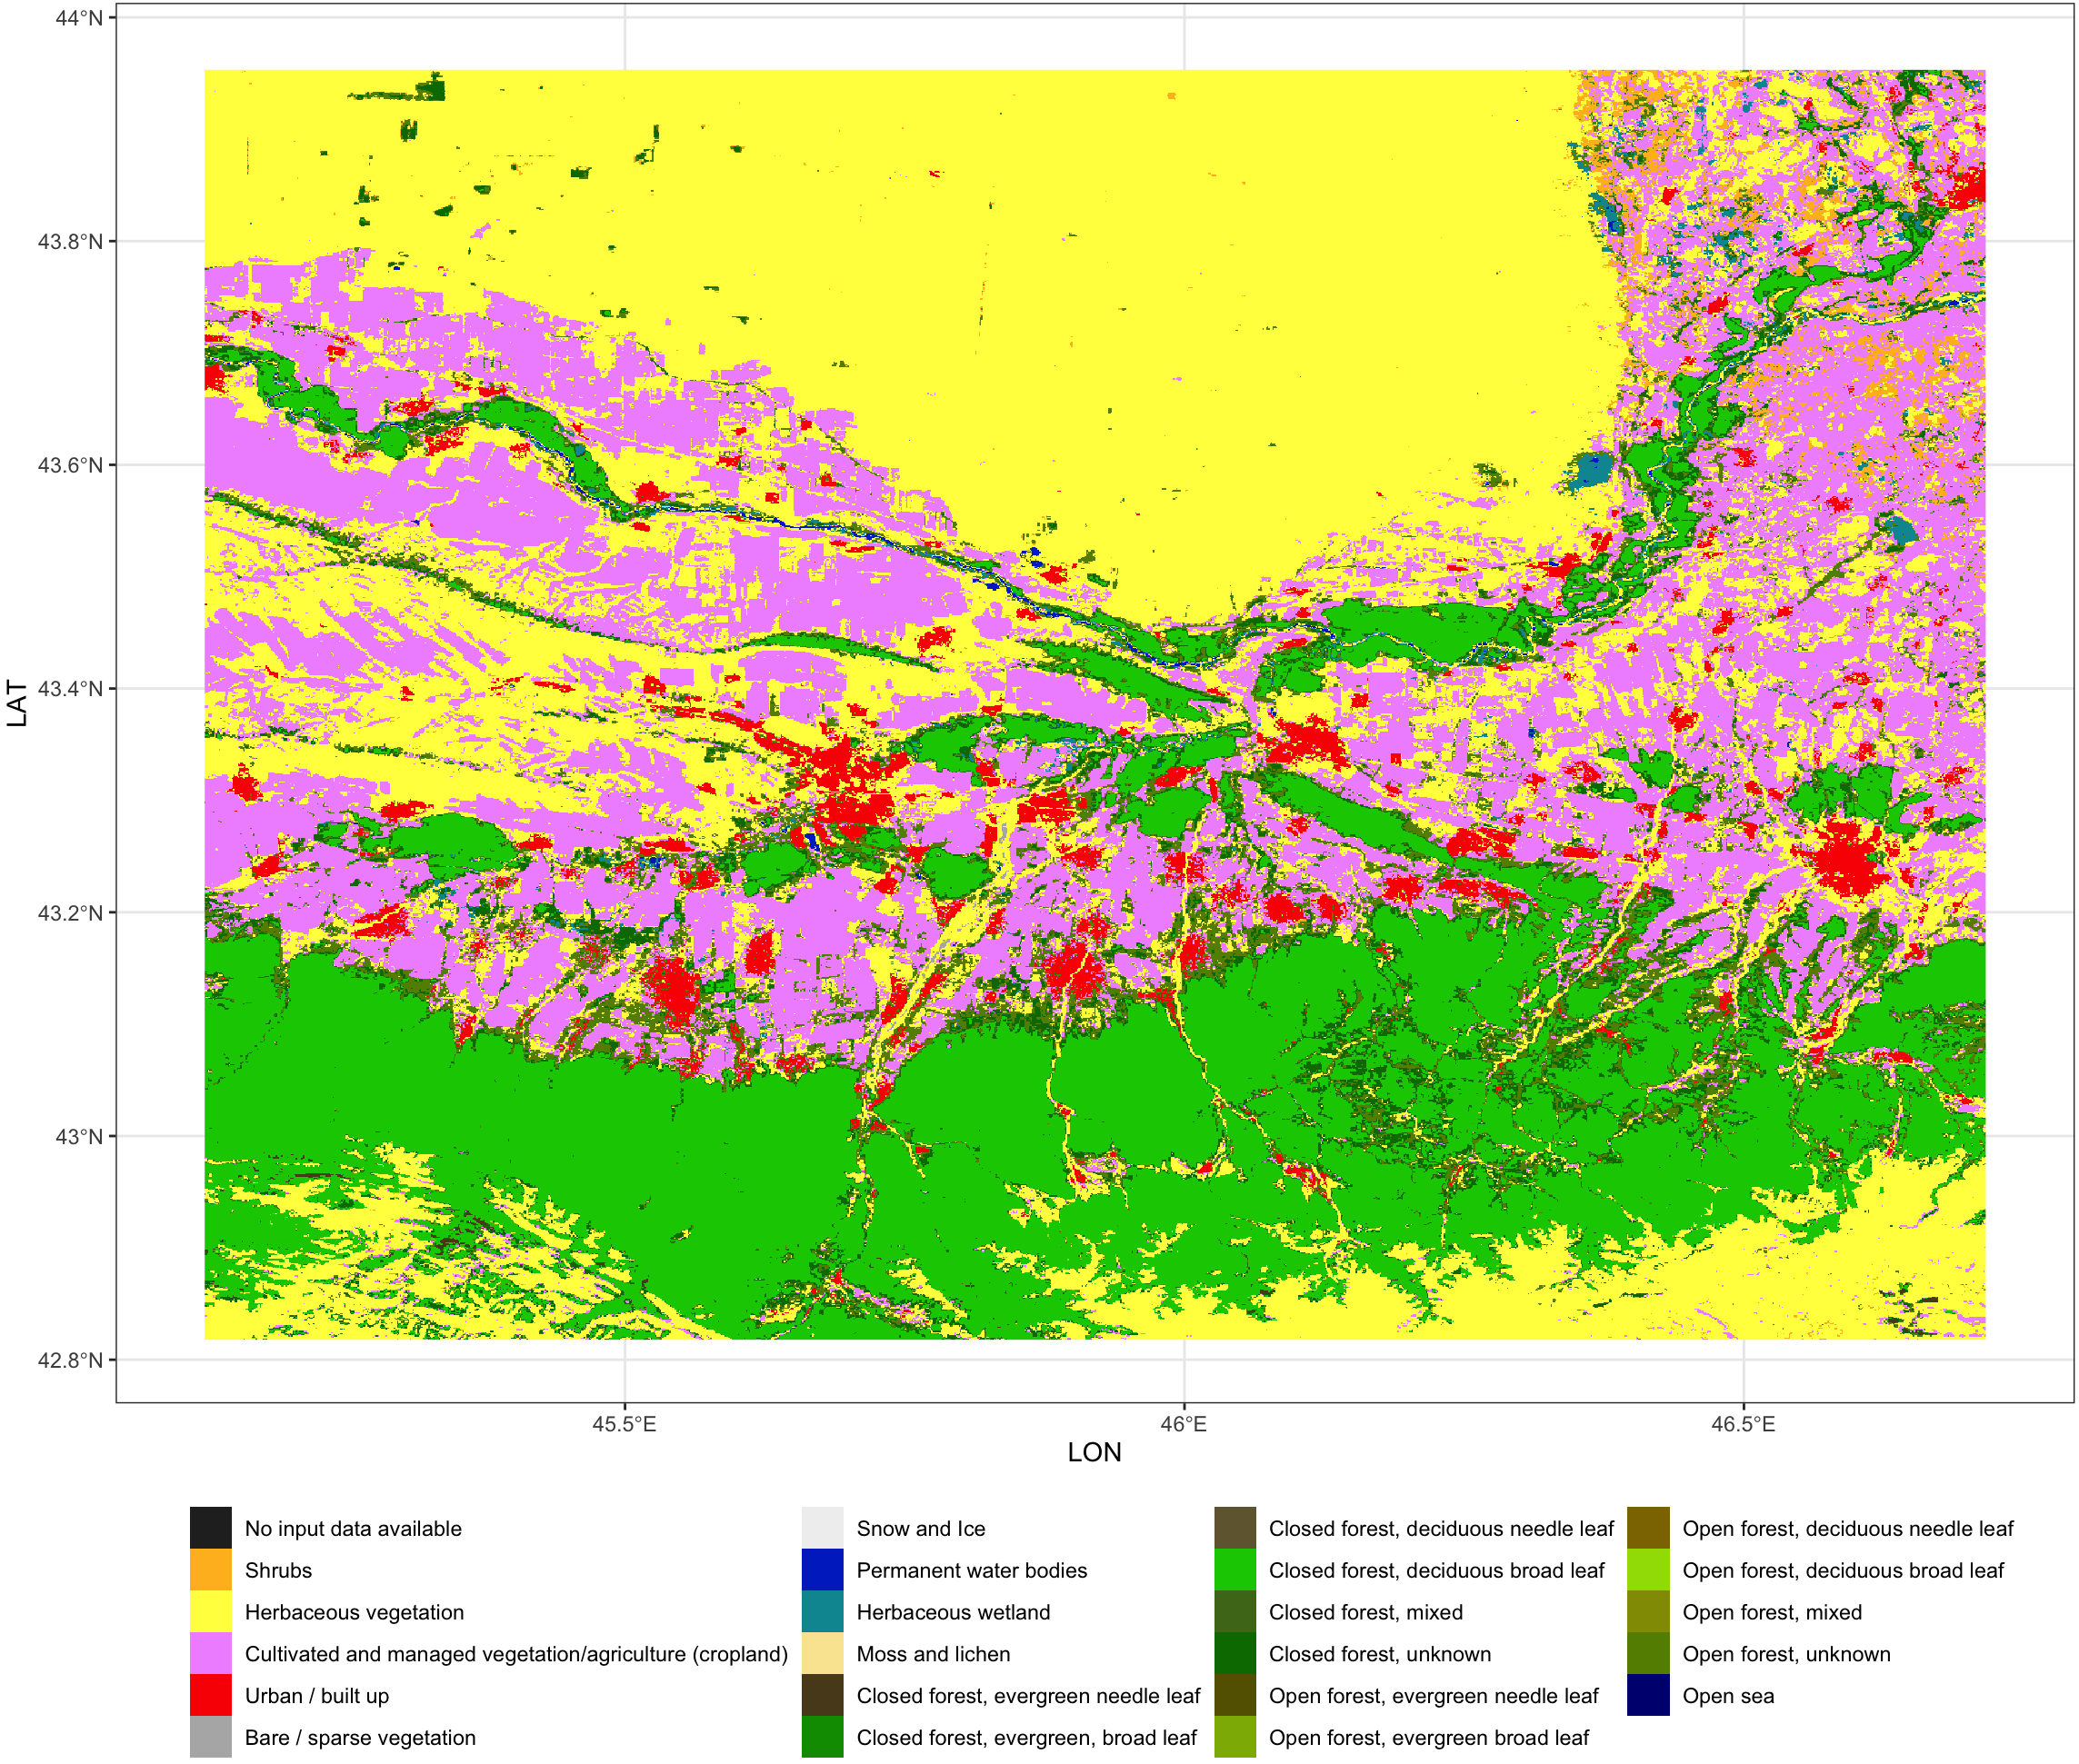 44°N
43.8°N
43.6°N
43.4°N
43.2°N
43°N
42.8°N
LAT
45.5°E
46°E
46.5°E
LON
No input data available
Shrubs
Herbaceous vegetation
Cultivated and managed vegetation/agriculture (cropland)
Urban / built up
Bare / sparse vegetation
Snow and Ice
Permanent water bodies
Herbaceous wetland
Moss and lichen
Closed forest, evergreen needle leaf
Closed forest, evergreen, broad leaf
Closed forest, deciduous needle leaf
Closed forest, deciduous broad leaf
Closed forest, mixed
Closed forest, unknown
Open forest, evergreen needle leaf
Open forest, evergreen broad leaf
Open forest, deciduous needle leaf
Open forest, deciduous broad leaf
Open forest, mixed
Open forest, unknown
Open sea